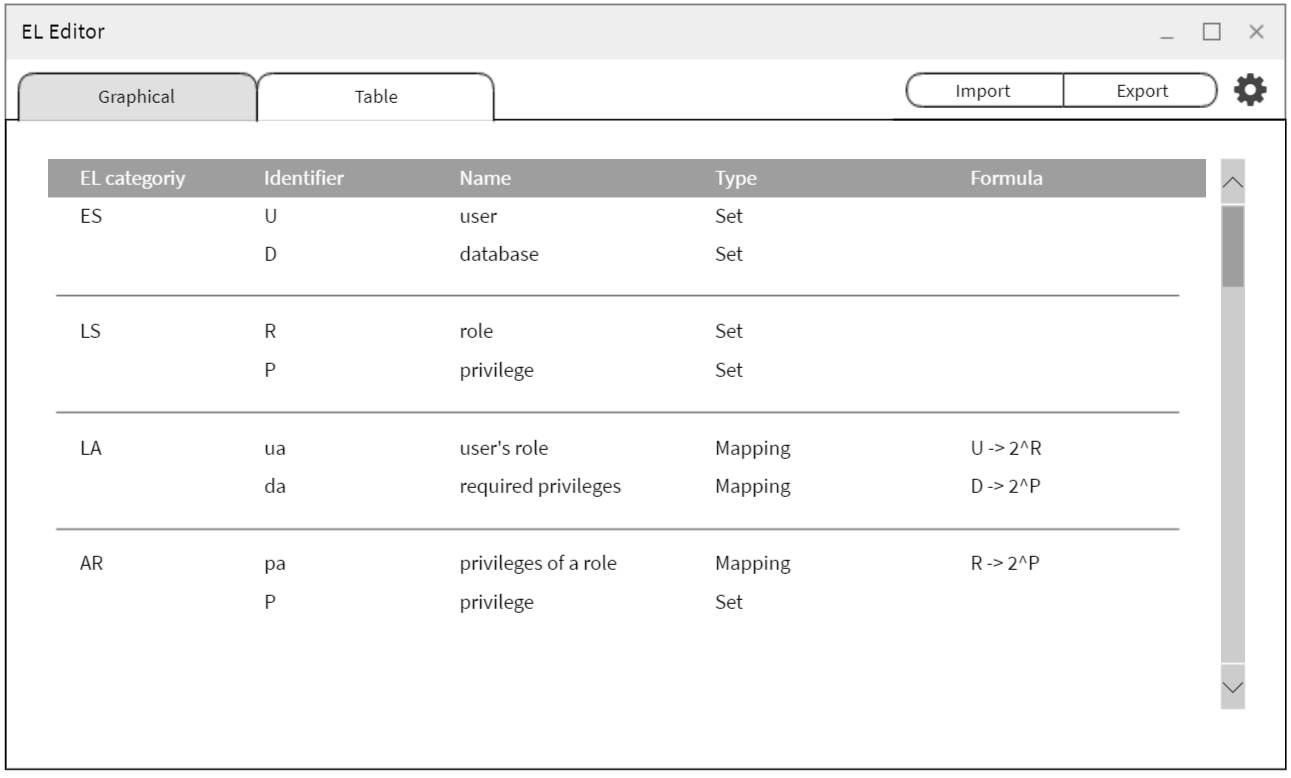 EL Editor
Graphical Table Import Export
EL categoriy Identifier Name Type Formula
ES U user Set
D database Set
LS R role Set
P privilege Set
LA ua user's role Mapping U -> 2^R
da required privileges Mapping D -> 2^P
AR pa privileges of a role Mapping R -> 2^P
P privilege Set